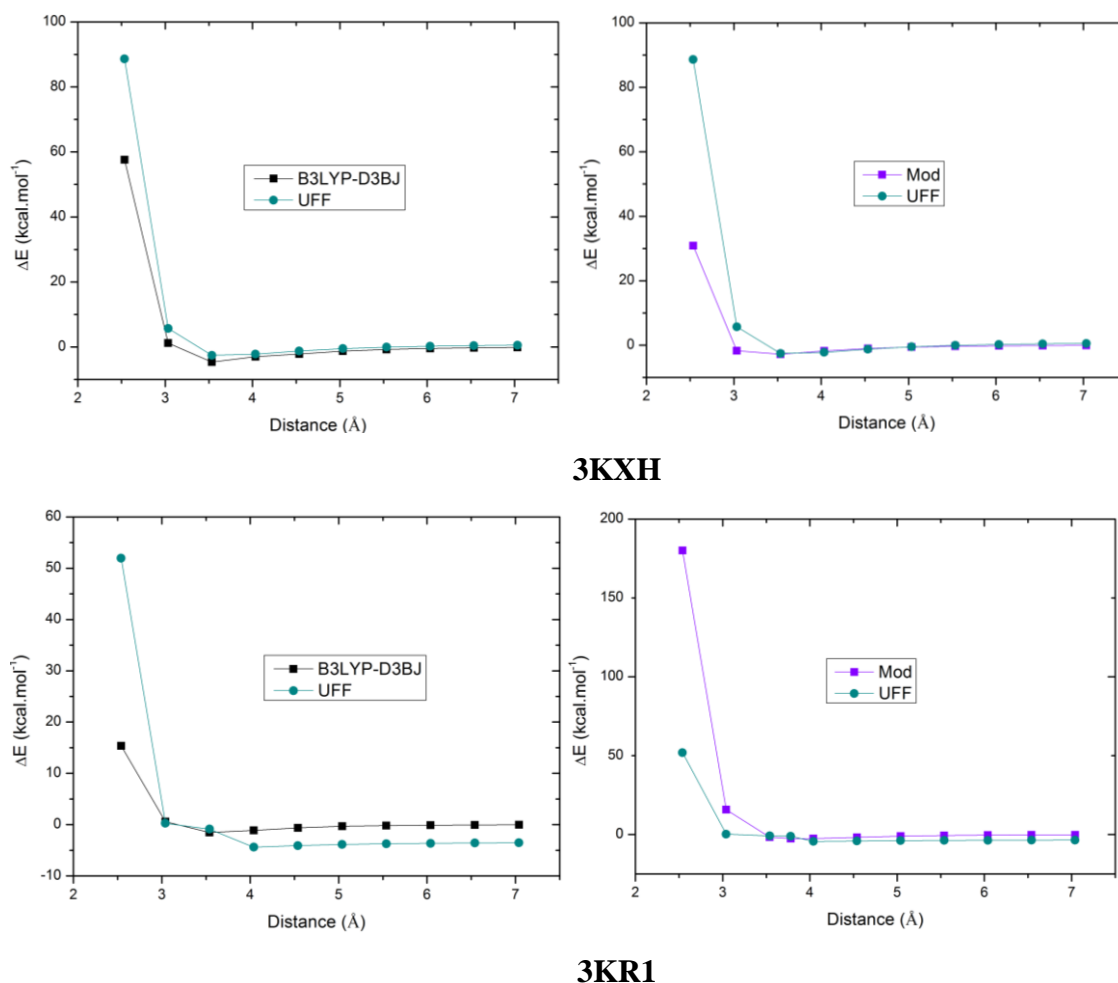 100
80
60
40
20
0
ΔE (kcal.mol⁻¹)
B3LYP-D3BJ
UFF
2 3 4 5 6 7
Distance (Å)
100
80
60
40
20
0
ΔE (kcal.mol⁻¹)
Mod
UFF
2 3 4 5 6 7
Distance (Å)
3KXH
60
50
40
30
20
10
0
-10
ΔE (kcal.mol⁻¹)
B3LYP-D3BJ
UFF
2 3 4 5 6 7
Distance (Å)
200
150
100
50
0
ΔE (kcal.mol⁻¹)
Mod
UFF
2 3 4 5 6 7
Distance (Å)
3KR1